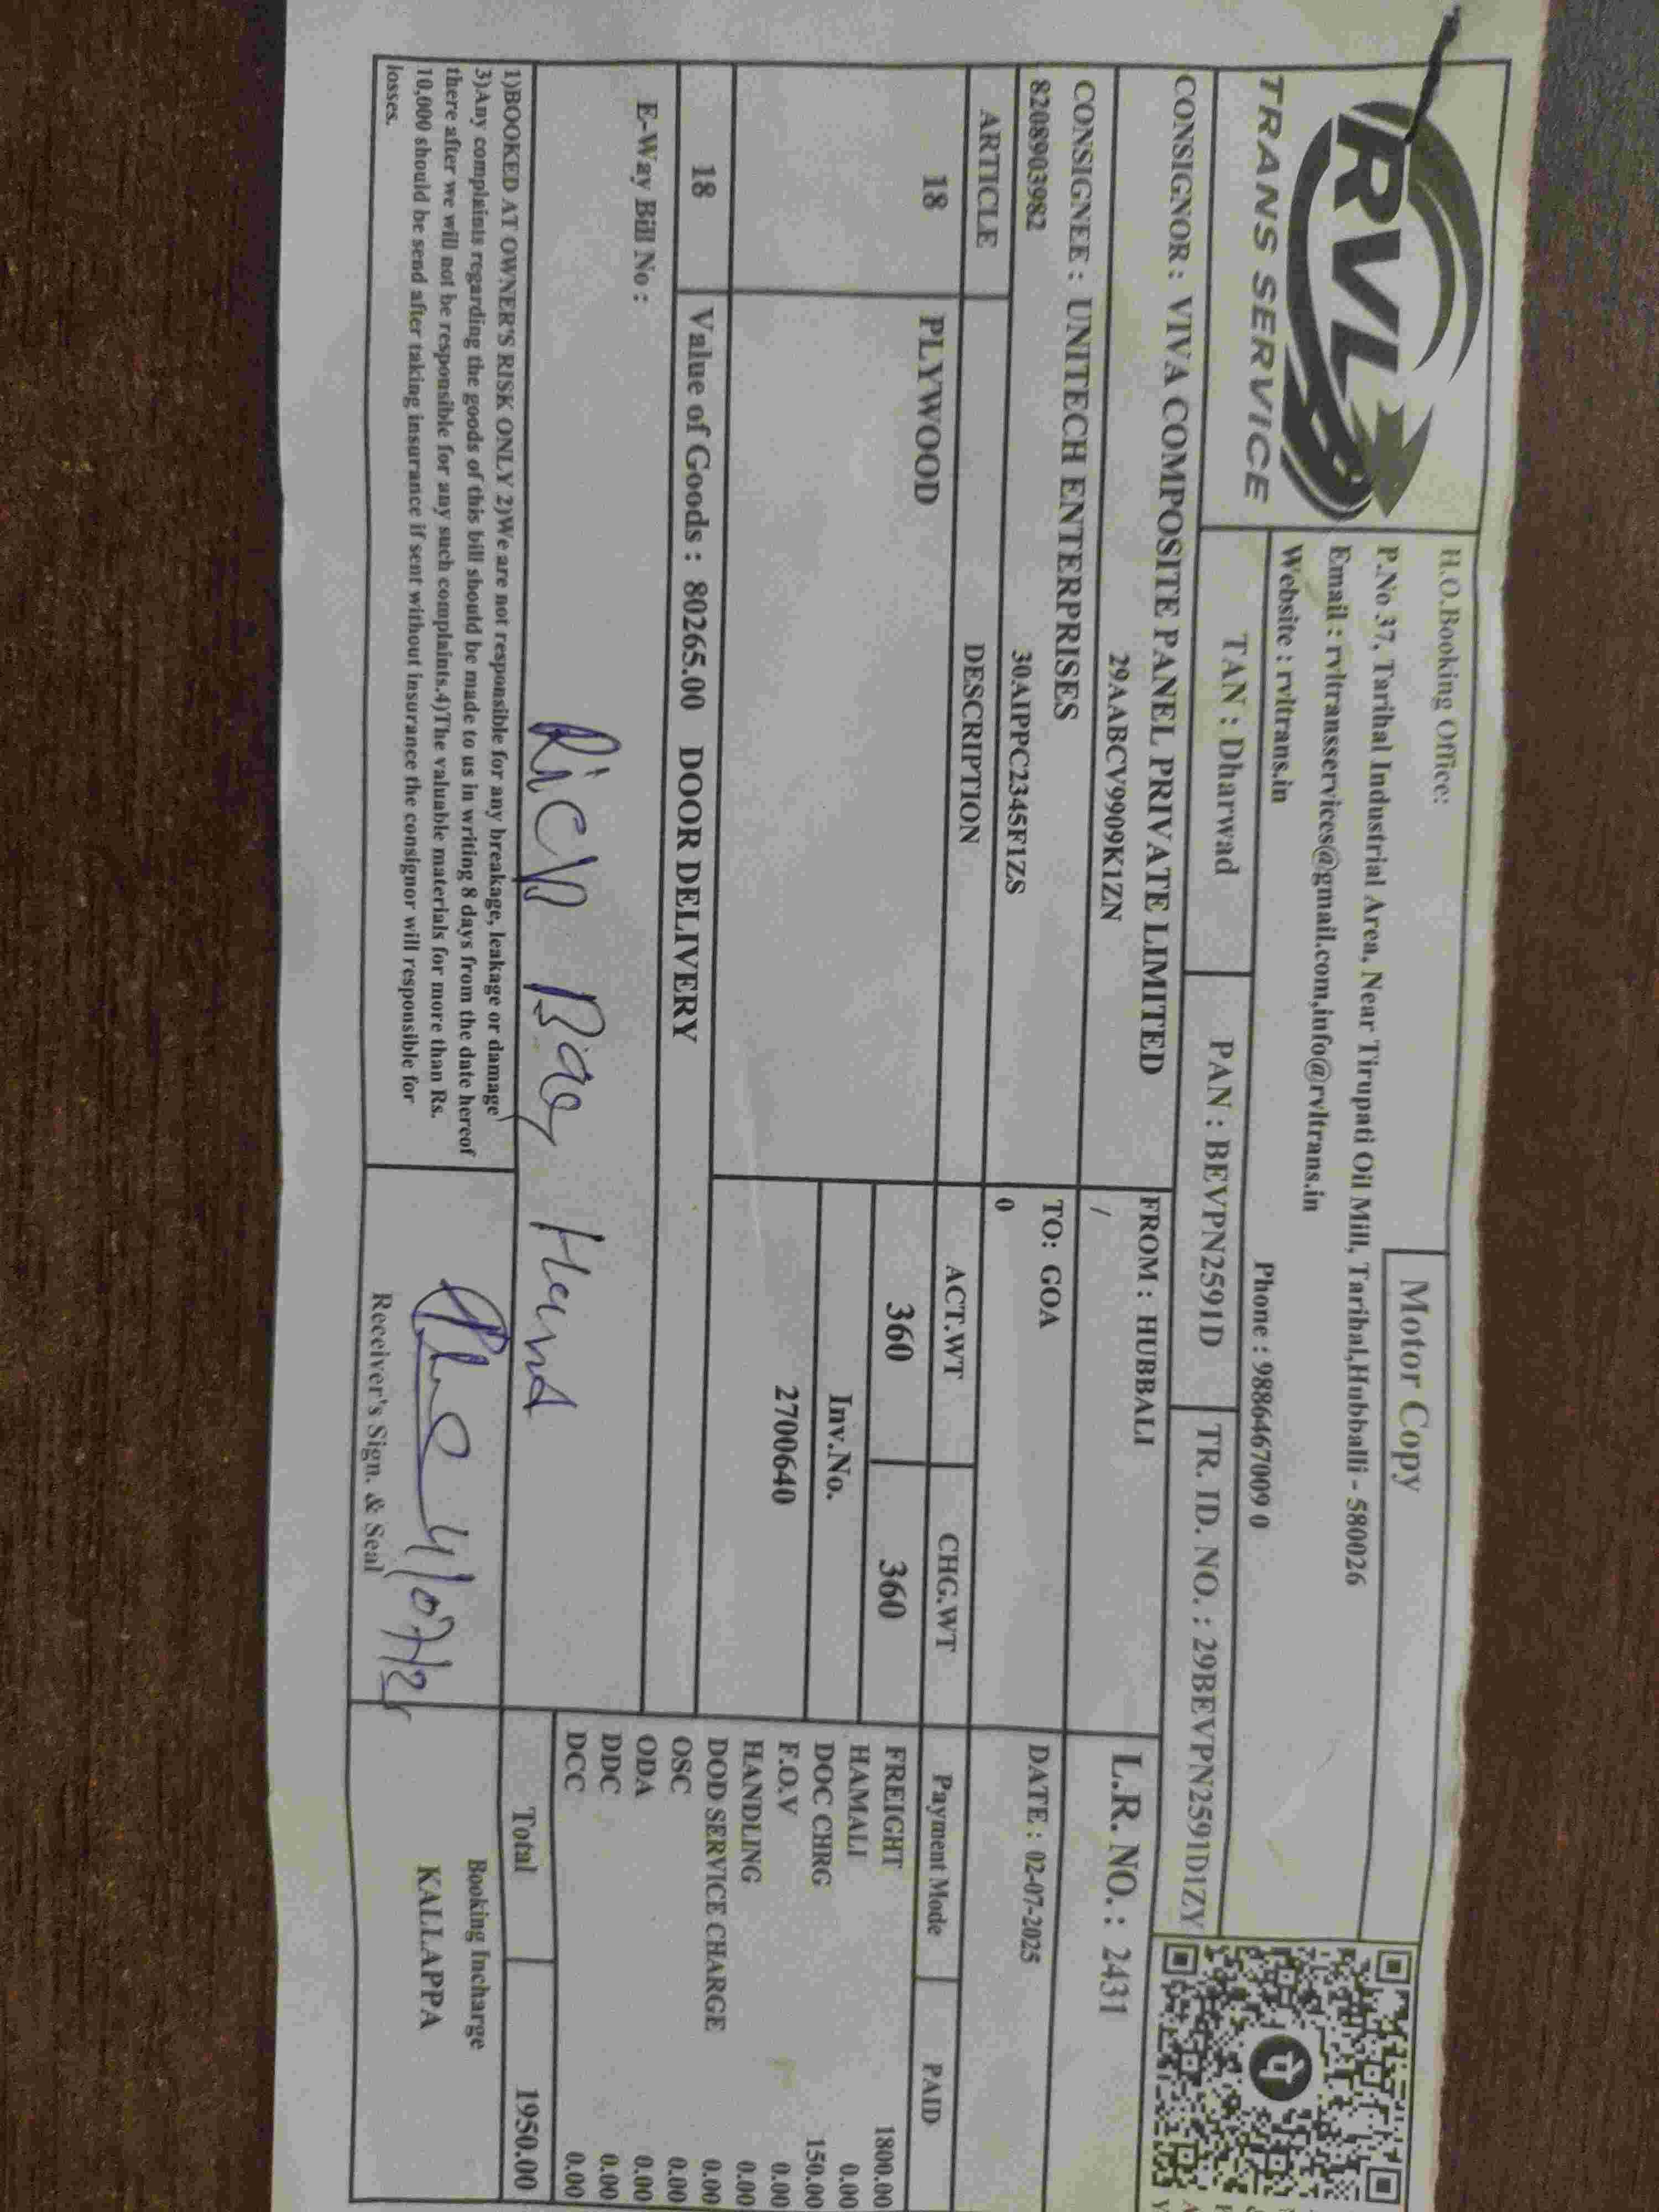 RVL
TRANS SERVICE
Motor Copy
H.O.Booking Office:
P.No 37, Tarihal Industrial Area, Near Tirupati Oil Mill, Tarihal,Hubballi - 580026
Email : rvltransservices@gmail.com,info@rvltrans.in
Website : rvltrans.in
Phone : 9886467009 0
TAN : Dharwad
PAN : BEVPN2591D
TR. ID. NO. : 29BEVPN2591D1ZY
CONSIGNOR : VIVA COMPOSITE PANEL PRIVATE LIMITED
29AABCV9909K1ZN
FROM : HUBBALI
/
L.R. NO. : 2431
CONSIGNEE : UNITECH ENTERPRISES
8208903982
30AIPPC2345F1ZS
TO: GOA
0
DATE : 02-07-2025
ARTICLE DESCRIPTION ACT.WT CHG.WT Payment Mode PAID
18 PLYWOOD 360 360
Inv.No.
2700640
FREIGHT 1800.00
HAMALI 0.00
DOC CHRG 150.00
F.O.V 0.00
HANDLING 0.00
DOD SERVICE CHARGE 0.00
OSC 0.00
ODA 0.00
DDC 0.00
DCC 0.00
18 Value of Goods : 80265.00 DOOR DELIVERY
E-Way Bill No :
Total 1950.00
1)BOOKED AT OWNER'S RISK ONLY 2)We are not responsible for any breakage, leakage or damage
3)Any complaints regarding the goods of this bill should be made to us in writing 8 days from the date hereof
there after we will not be responsible for any such complaints.4)The valuable materials for more than Rs.
10,000 should be send after taking insurance if sent without insurance the consignor will responsible for
losses.
Receiver's Sign. & Seal
Booking Incharge
KALLAPPA